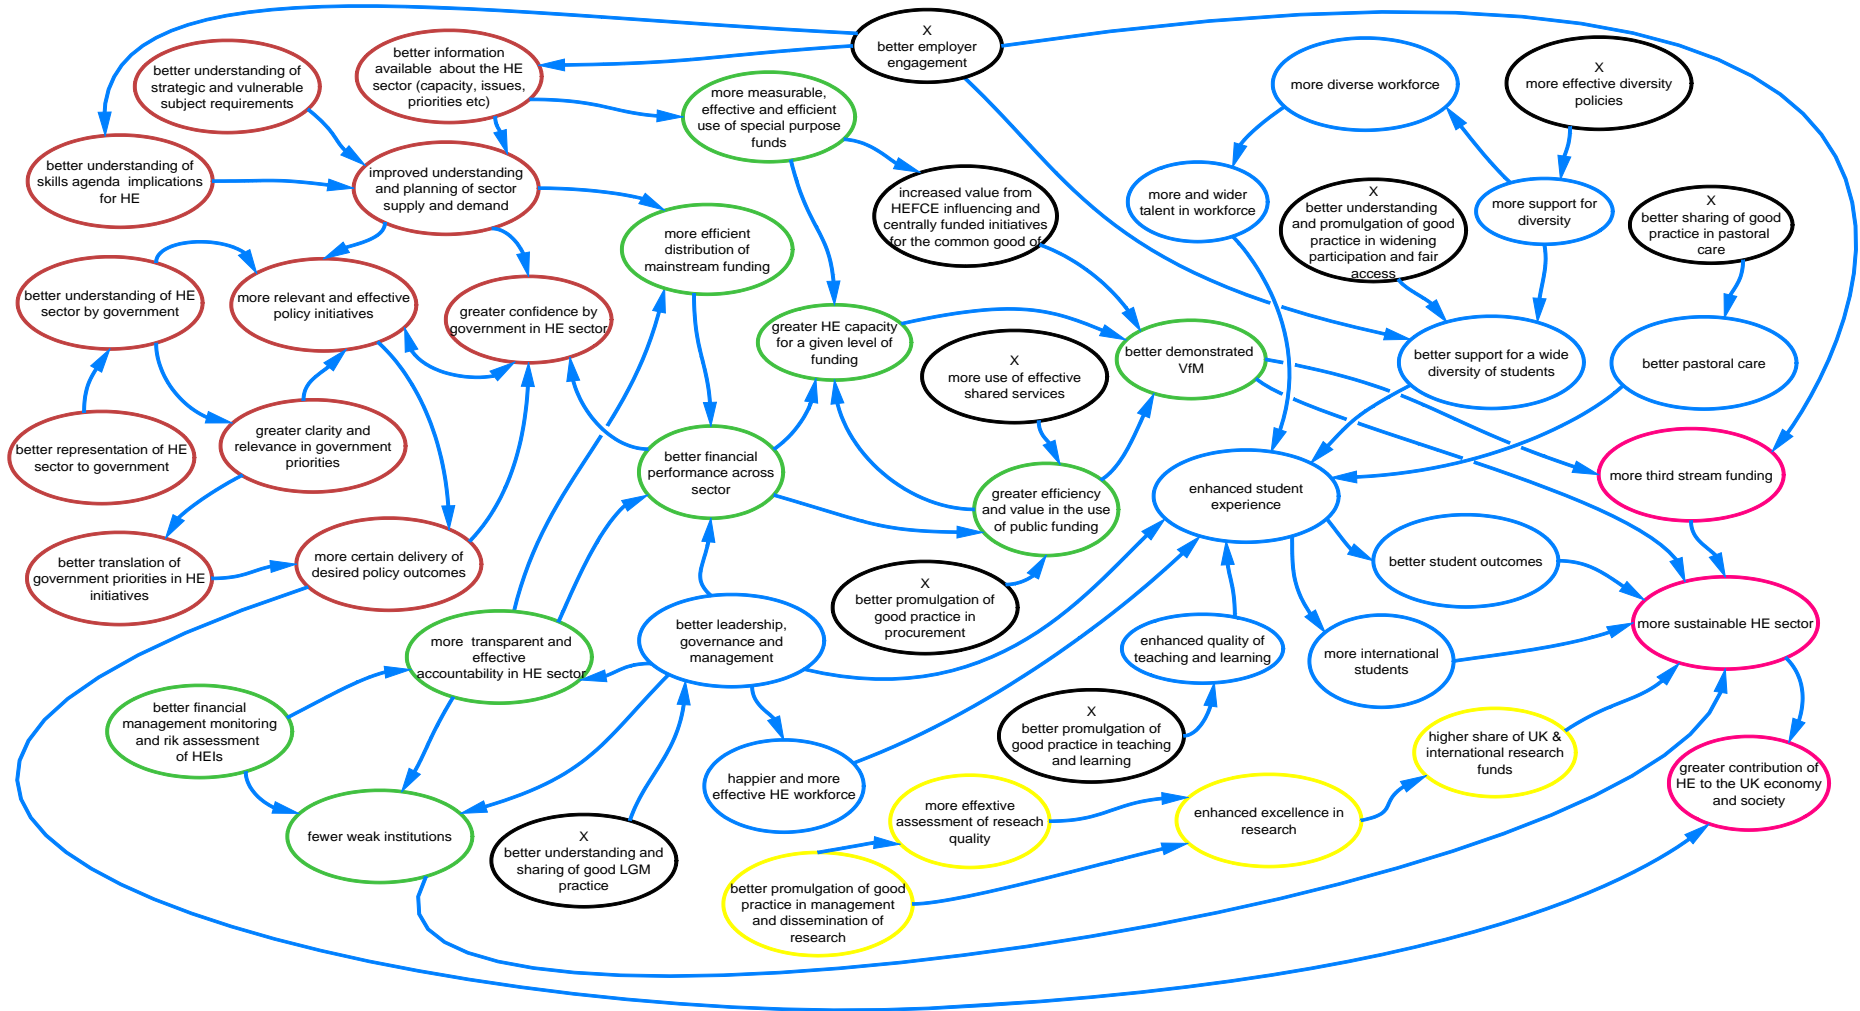 X
better employer
engagement
better information
available  about the HE
sector (capacity, issues,
priorities etc)
better understanding of
strategic and vulnerable
subject requirements
more measurable,
effective and efficient
use of special purpose
funds
more diverse workforce
X
more effective diversity
policies
better understanding of
skills agenda  implications
for HE
improved understanding
and planning of sector
supply and demand
increased value from
HEFCE influencing and
centrally funded initiatives
for the common good of
more and wider
talent in workforce
X
better understanding
and promulgation of good
practice in widening
participation and fair
access
more support for
diversity
X
better sharing of good
practice in pastoral
care
more efficient
distribution of
mainstream funding
better understanding of HE
sector by government
more relevant and effective
policy initiatives
greater confidence by
government in HE sector
greater HE capacity
for a given level of
funding
X
more use of effective
shared services
better demonstrated
VfM
better support for a wide
diversity of students
better pastoral care
better representation of HE
sector to government
greater clarity and
relevance in government
priorities
better financial
performance across
sector
greater efficiency
and value in the use
of public funding
enhanced student
experience
more third stream funding
better translation of
government priorities in HE
initiatives
more certain delivery of
desired policy outcomes
X
better promulgation of
good practice in
procurement
better student outcomes
more  transparent and
effective
accountability in HE sector
better leadership,
governance and
management
enhanced quality of
teaching and learning
more international
students
more sustainable HE sector
better financial
management monitoring
and rik assessment
of HEIs
happier and more
effective HE workforce
X
better promulgation of
good practice in teaching
and learning
higher share of UK &
international research
funds
greater contribution of
HE to the UK economy
and society
fewer weak institutions
X
better understanding and
sharing of good LGM
practice
more effextive
assessment of reseach
quality
enhanced excellence in
research
better promulgation of good
practice in management
and dissemination of
research